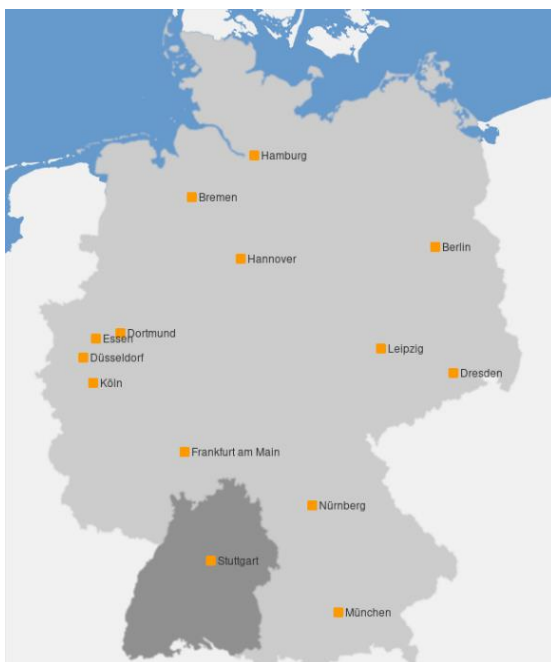 Hamburg
Bremen
Berlin
Hannover
Dortmund
Essen
Leipzig
Düsseldorf
Dresden
Köln
Frankfurt am Main
Nürnberg
Stuttgart
München